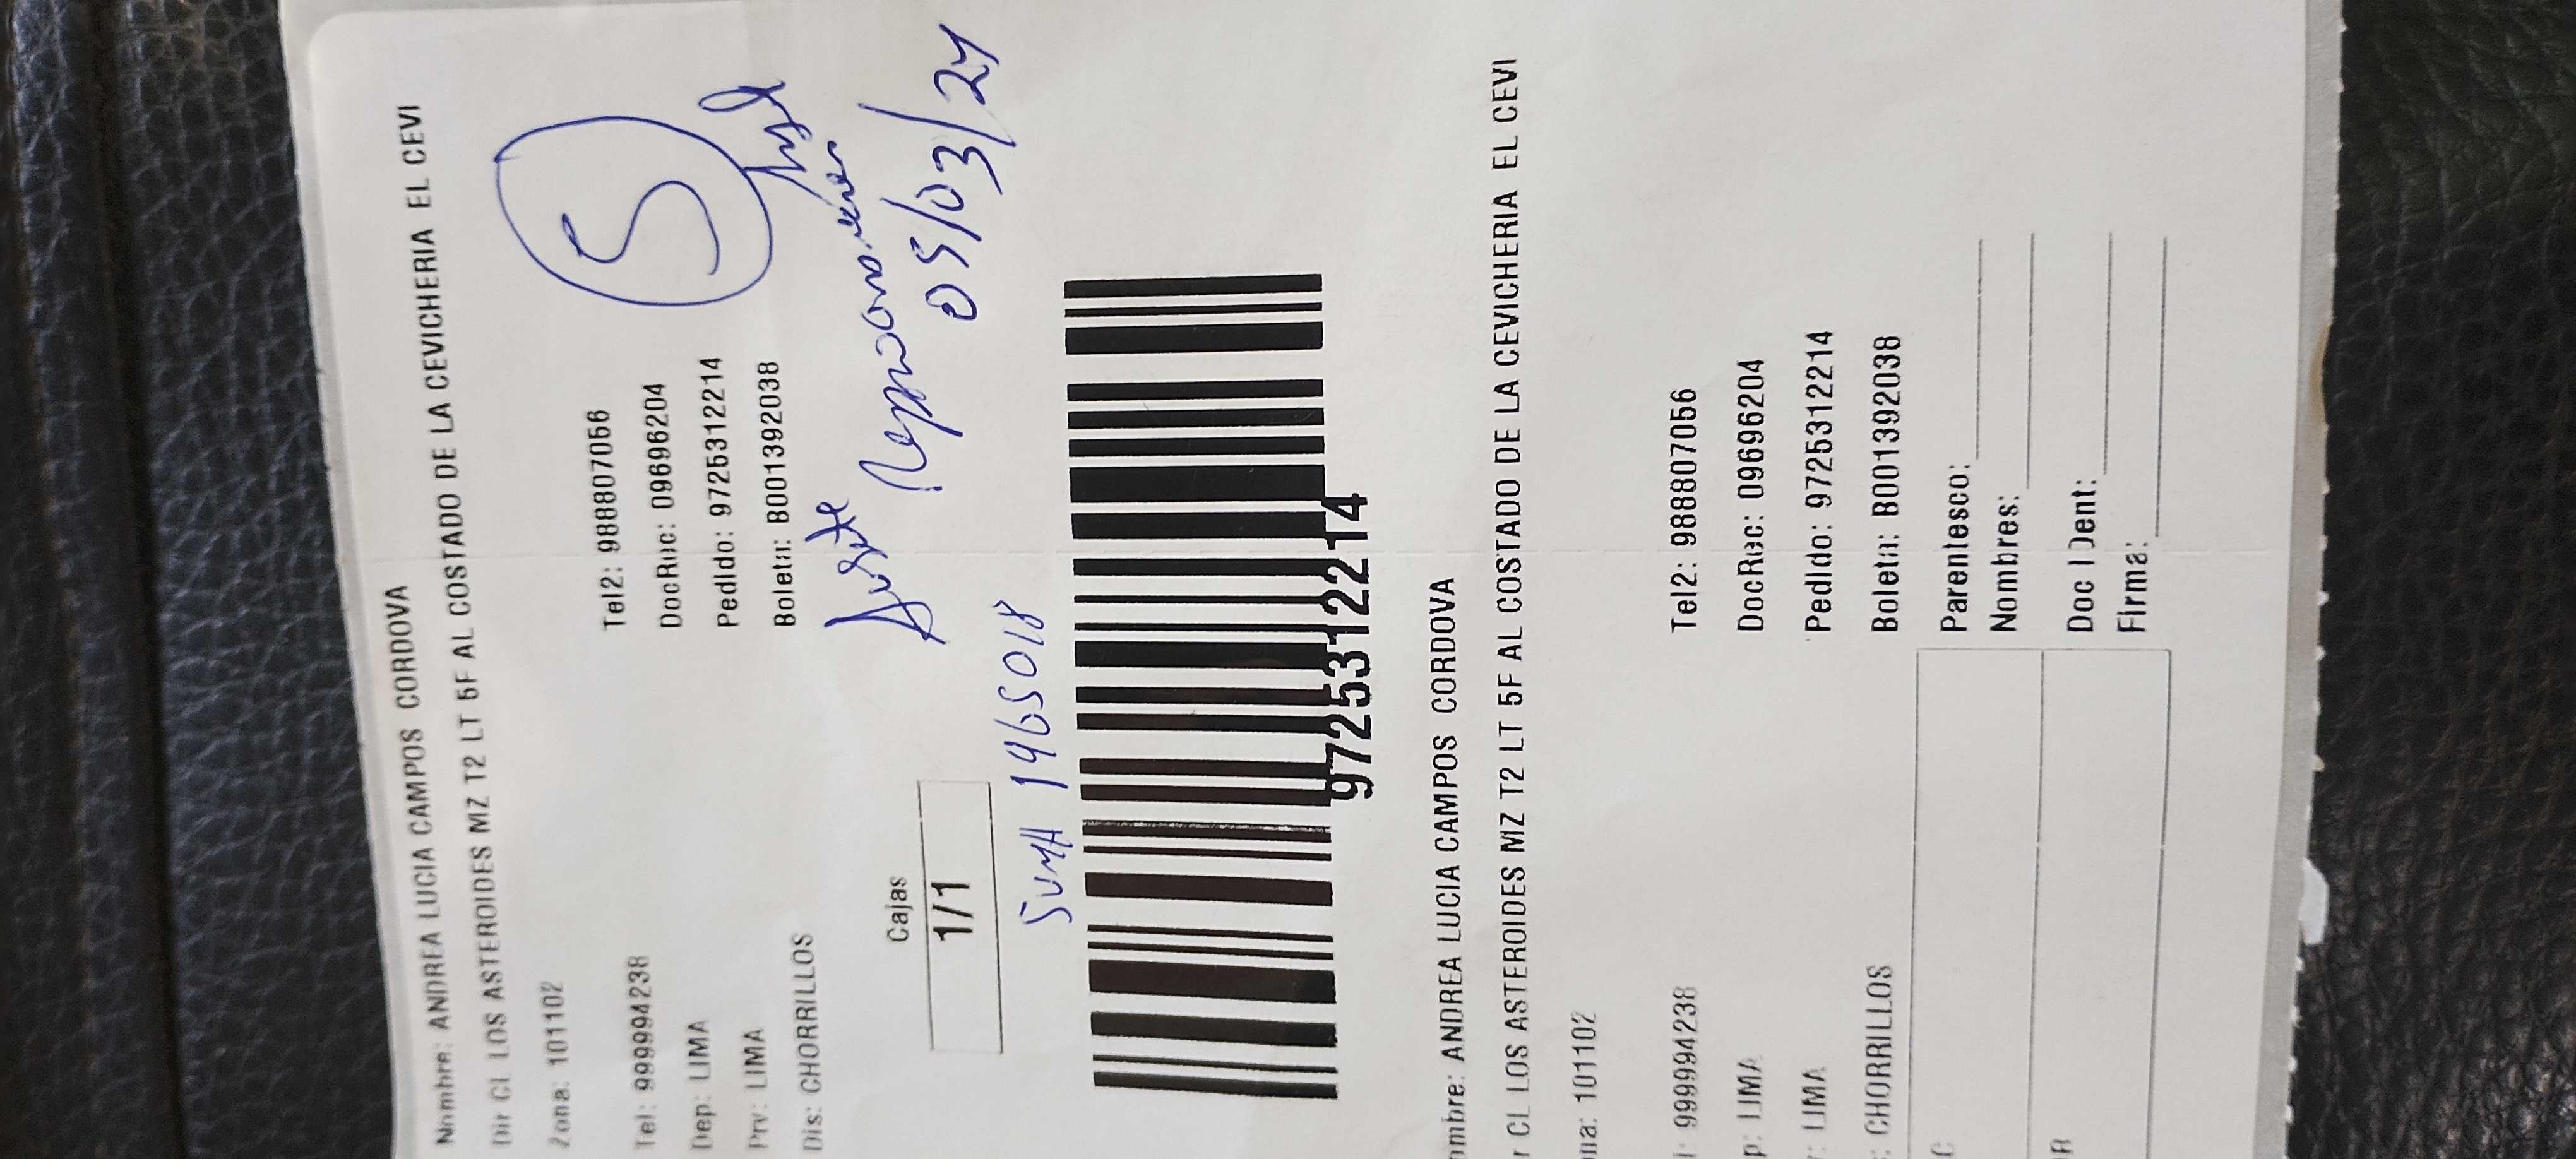 Nombre: ANDREA LUCIA CAMPOS CORDOVA
Dir CL LOS ASTEROIDES MZ T2 LT 5F AL COSTADO DE LA CEVICHERIA EL CEVI
Zona: 101102
S
Tel: 999994238
Tel2: 988807056
Dep: LIMA
DocRuc: 09696204
Prv: LIMA
Pedido: 9725312214
Dis: CHORRILLOS
Boleta: B001392038
Cajas
1/1
05/03/24
SUMA 1965018
9725312214
ombre: ANDREA LUCIA CAMPOS CORDOVA
r CL LOS ASTEROIDES MZ T2 LT 5F AL COSTADO DE LA CEVICHERIA EL CEVI
na: 101102
l: 999994238
Tel2: 988807056
p: LIMA
DocRuc: 09696204
r: LIMA
Pedido: 9725312214
: CHORRILLOS
Boleta: B001392038
C
Parentesco:
Nombres:
R
Doc IDent:
Firma: